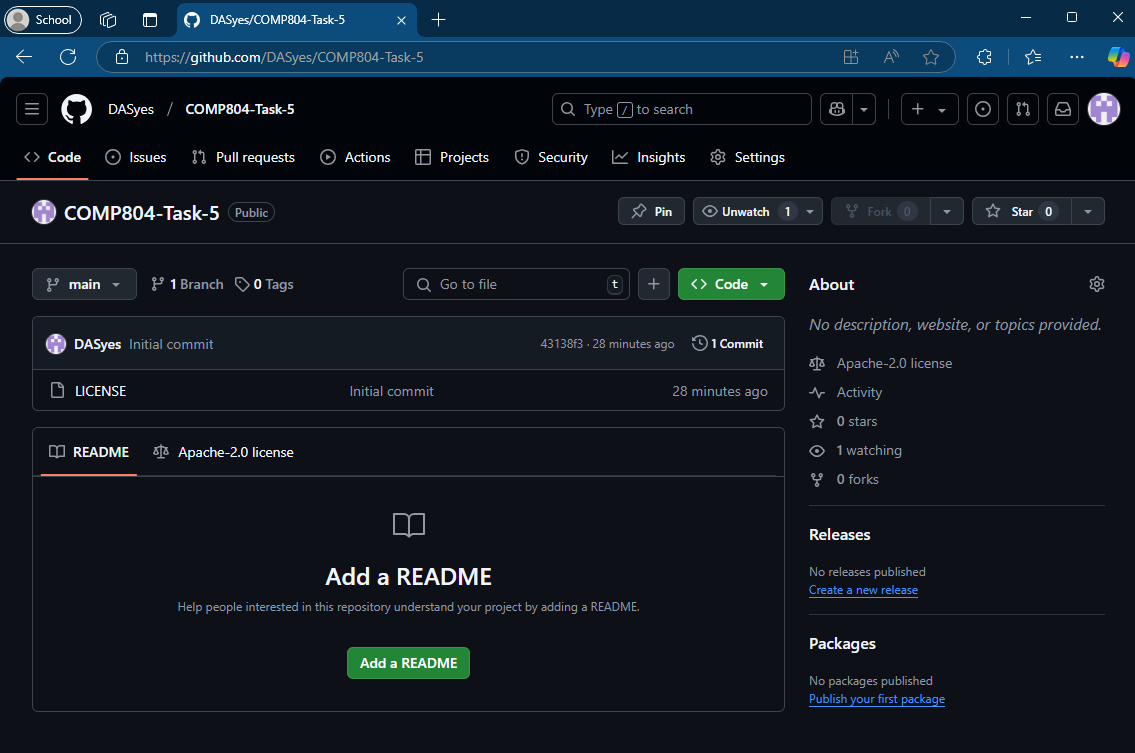 School
DASyes/COMP804-Task-5
https://github.com/DASyes/COMP804-Task-5
DASyes / COMP804-Task-5
Type / to search
Code Issues Pull requests Actions Projects Security Insights Settings
COMP804-Task-5 Public
Pin Unwatch 1 Fork 0 Star 0
main 1 Branch 0 Tags Go to file t Code
DASyes Initial commit 43138f3 · 28 minutes ago 1 Commit
LICENSE Initial commit 28 minutes ago
README Apache-2.0 license
Add a README
Help people interested in this repository understand your project by adding a README.
Add a README
About
No description, website, or topics provided.
Apache-2.0 license
Activity
0 stars
1 watching
0 forks
Releases
No releases published
Create a new release
Packages
No packages published
Publish your first package